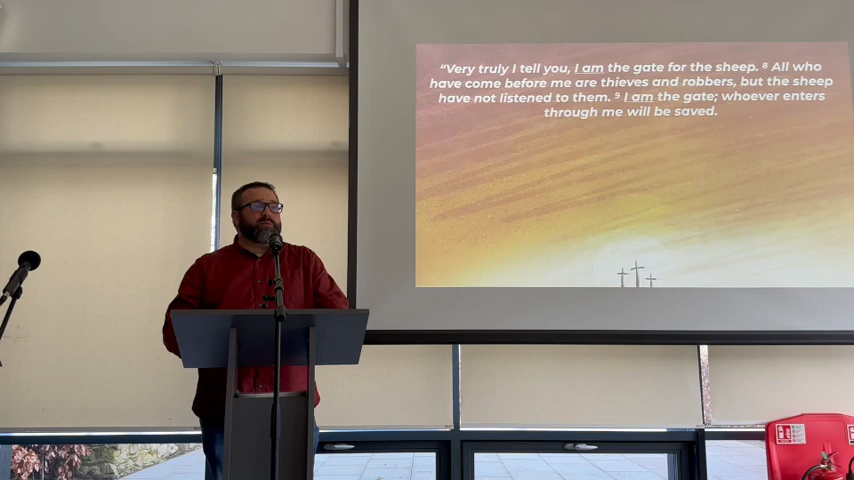 “Very truly I tell you, I am the gate for the sheep. ⁸ All who
have come before me are thieves and robbers, but the sheep
have not listened to them. ⁹ I am the gate; whoever enters
through me will be saved.